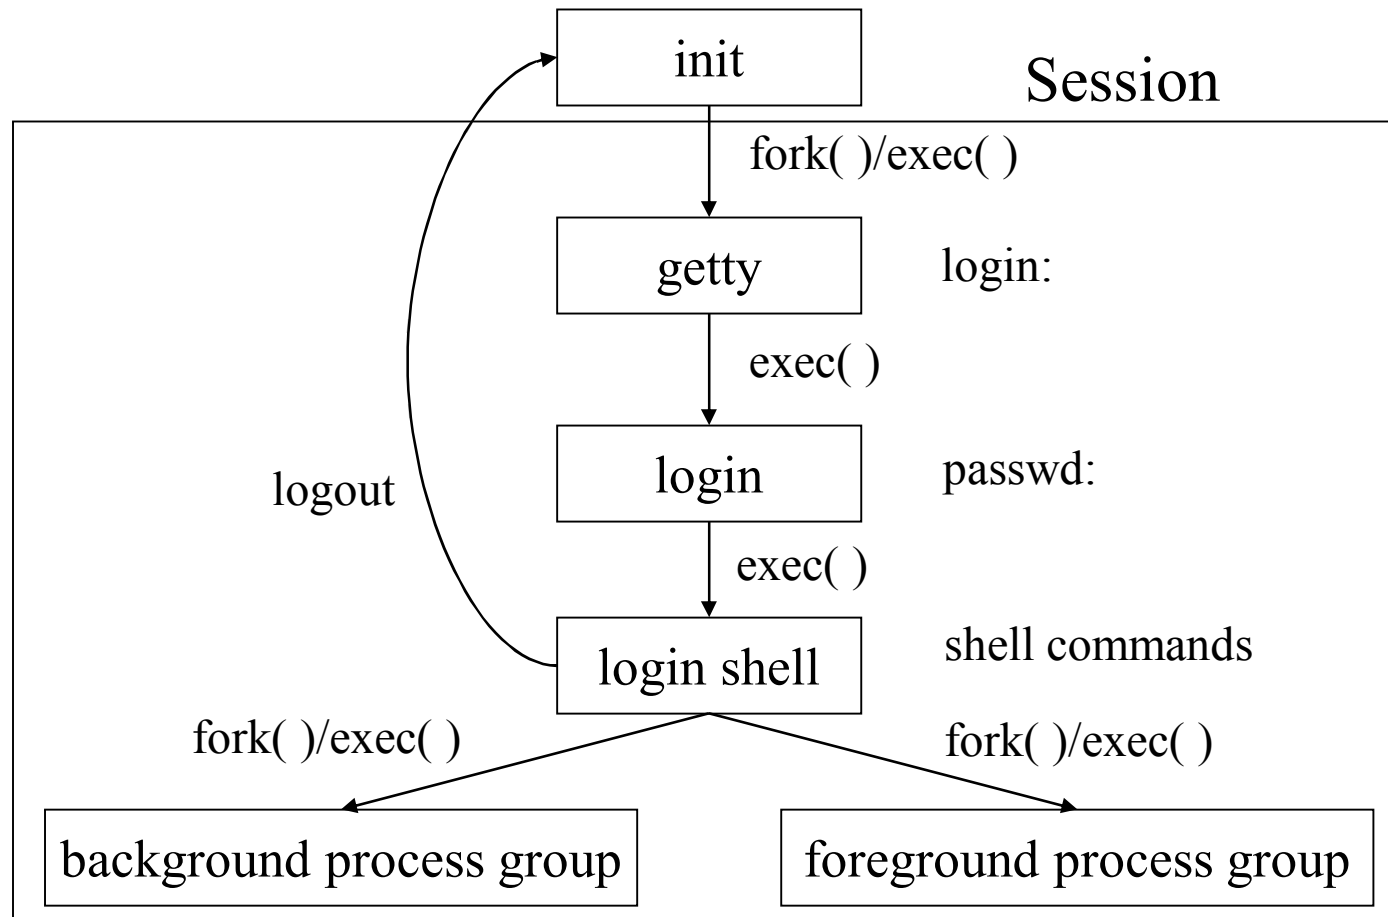 init
Session
fork( )/exec( )
getty
login:
exec( )
login
passwd:
logout
exec( )
login shell
shell commands
fork( )/exec( )
fork( )/exec( )
background process group
foreground process group